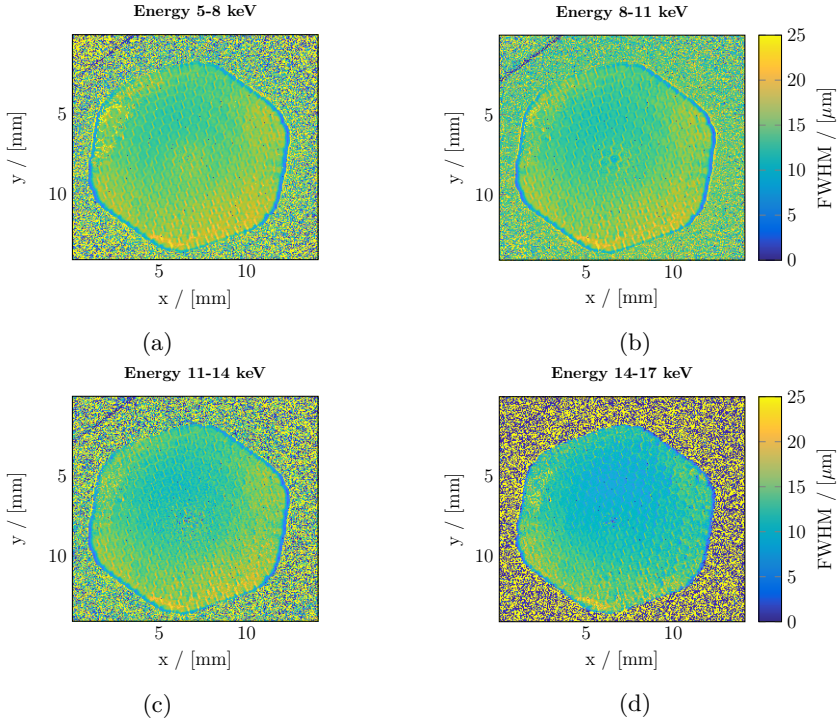 Energy 5-8 keV
5
10
y / [mm]
5
10
x / [mm]
(a)
Energy 8-11 keV
5
10
y / [mm]
5
10
x / [mm]
25
20
15
10
5
0
FWHM / [μm]
(b)
Energy 11-14 keV
5
10
y / [mm]
5
10
x / [mm]
(c)
Energy 14-17 keV
5
10
y / [mm]
5
10
x / [mm]
25
20
15
10
5
0
FWHM / [μm]
(d)